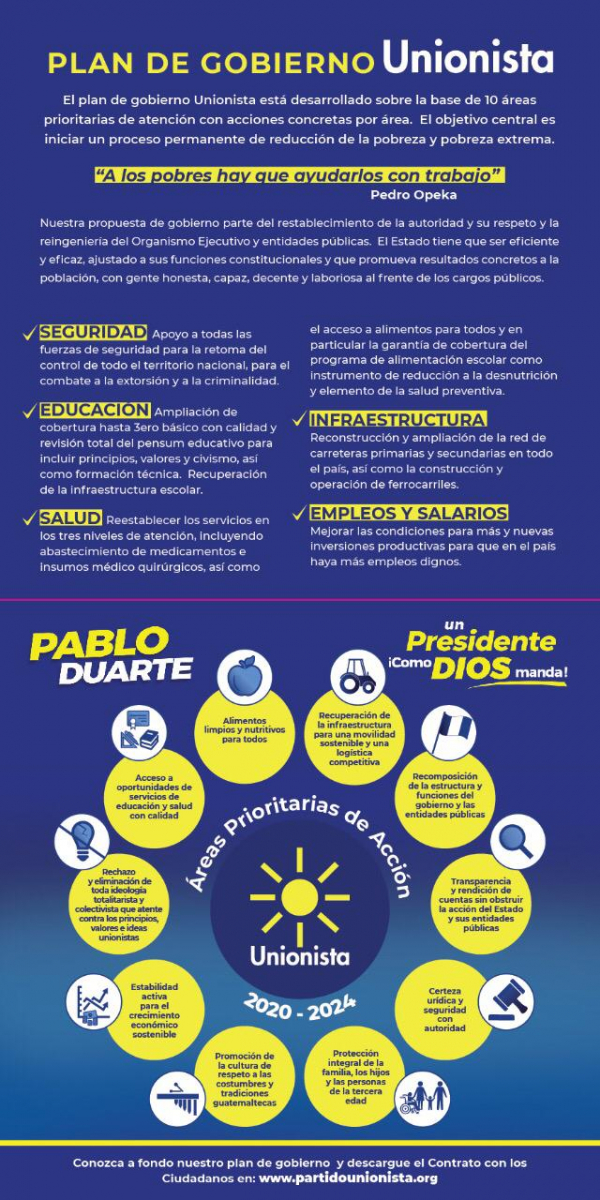 PLAN DE GOBIERNO Unionista
El plan de gobierno Unionista está desarrollado sobre la base de 10 áreas
prioritarias de atención con acciones concretas por área. El objetivo central es
iniciar un proceso permanente de reducción de la pobreza y pobreza extrema.
“A los pobres hay que ayudarlos con trabajo”
Pedro Opeka
Nuestra propuesta de gobierno parte del restablecimiento de la autoridad y su respeto y la
reingeniería del Organismo Ejecutivo y entidades públicas. El Estado tiene que ser eficiente
y eficaz, ajustado a sus funciones constitucionales y que promueva resultados concretos a la
población, con gente honesta, capaz, decente y laboriosa al frente de los cargos públicos.
SEGURIDAD Apoyo a todas las
fuerzas de seguridad para la retoma del
control de todo el territorio nacional, para el
combate a la extorsión y a la criminalidad.
EDUCACIÓN Ampliación de
cobertura hasta 3ero básico con calidad y
revisión total del pensum educativo para
incluir principios, valores y civismo, así
como formación técnica. Recuperación
de la infraestructura escolar.
SALUD Reestablecer los servicios en
los tres niveles de atención, incluyendo
abastecimiento de medicamentos e
insumos médico quirúrgicos, así como
el acceso a alimentos para todos y en
particular la garantía de cobertura del
programa de alimentación escolar como
instrumento de reducción a la desnutrición
y elemento de la salud preventiva.
INFRAESTRUCTURA
Reconstrucción y ampliación de la red de
carreteras primarias y secundarias en todo
el país, así como la construcción y
operación de ferrocarriles.
EMPLEOS Y SALARIOS
Mejorar las condiciones para más y nuevas
inversiones productivas para que en el país
haya más empleos dignos.
PABLO
DUARTE
un
Presidente
¡Como DIOS manda!
Alimentos
limpios y nutritivos
para todos
Recuperación de
la infraestructura
para una movilidad
sostenible y una
logística
competitiva
Recomposición
de la estructura y
funciones del
gobierno y las
entidades públicas
Transparencia
y rendición de
cuentas sin obstruir
la acción del Estado
y sus entidades
públicas
Certeza
urídica y
seguridad
con
autoridad
Protección
integral de la
familia, los hijos
y las personas
de la tercera
edad
Promoción de
la cultura de
respeto a las
costumbres y
tradiciones
guatemaltecas
Estabilidad
activa
para el
crecimiento
económico
sostenible
Rechazo
y eliminación de
toda ideología
totalitarista y
colectivista que atente
contra los principios,
valores e ideas
unionistas
Acceso a
oportunidades de
servicios de
educación y salud
con calidad
Áreas Prioritarias de Acción
Unionista
2020 - 2024
Conozca a fondo nuestro plan de gobierno y descargue el Contrato con los
Ciudadanos en: www.partidounionista.org